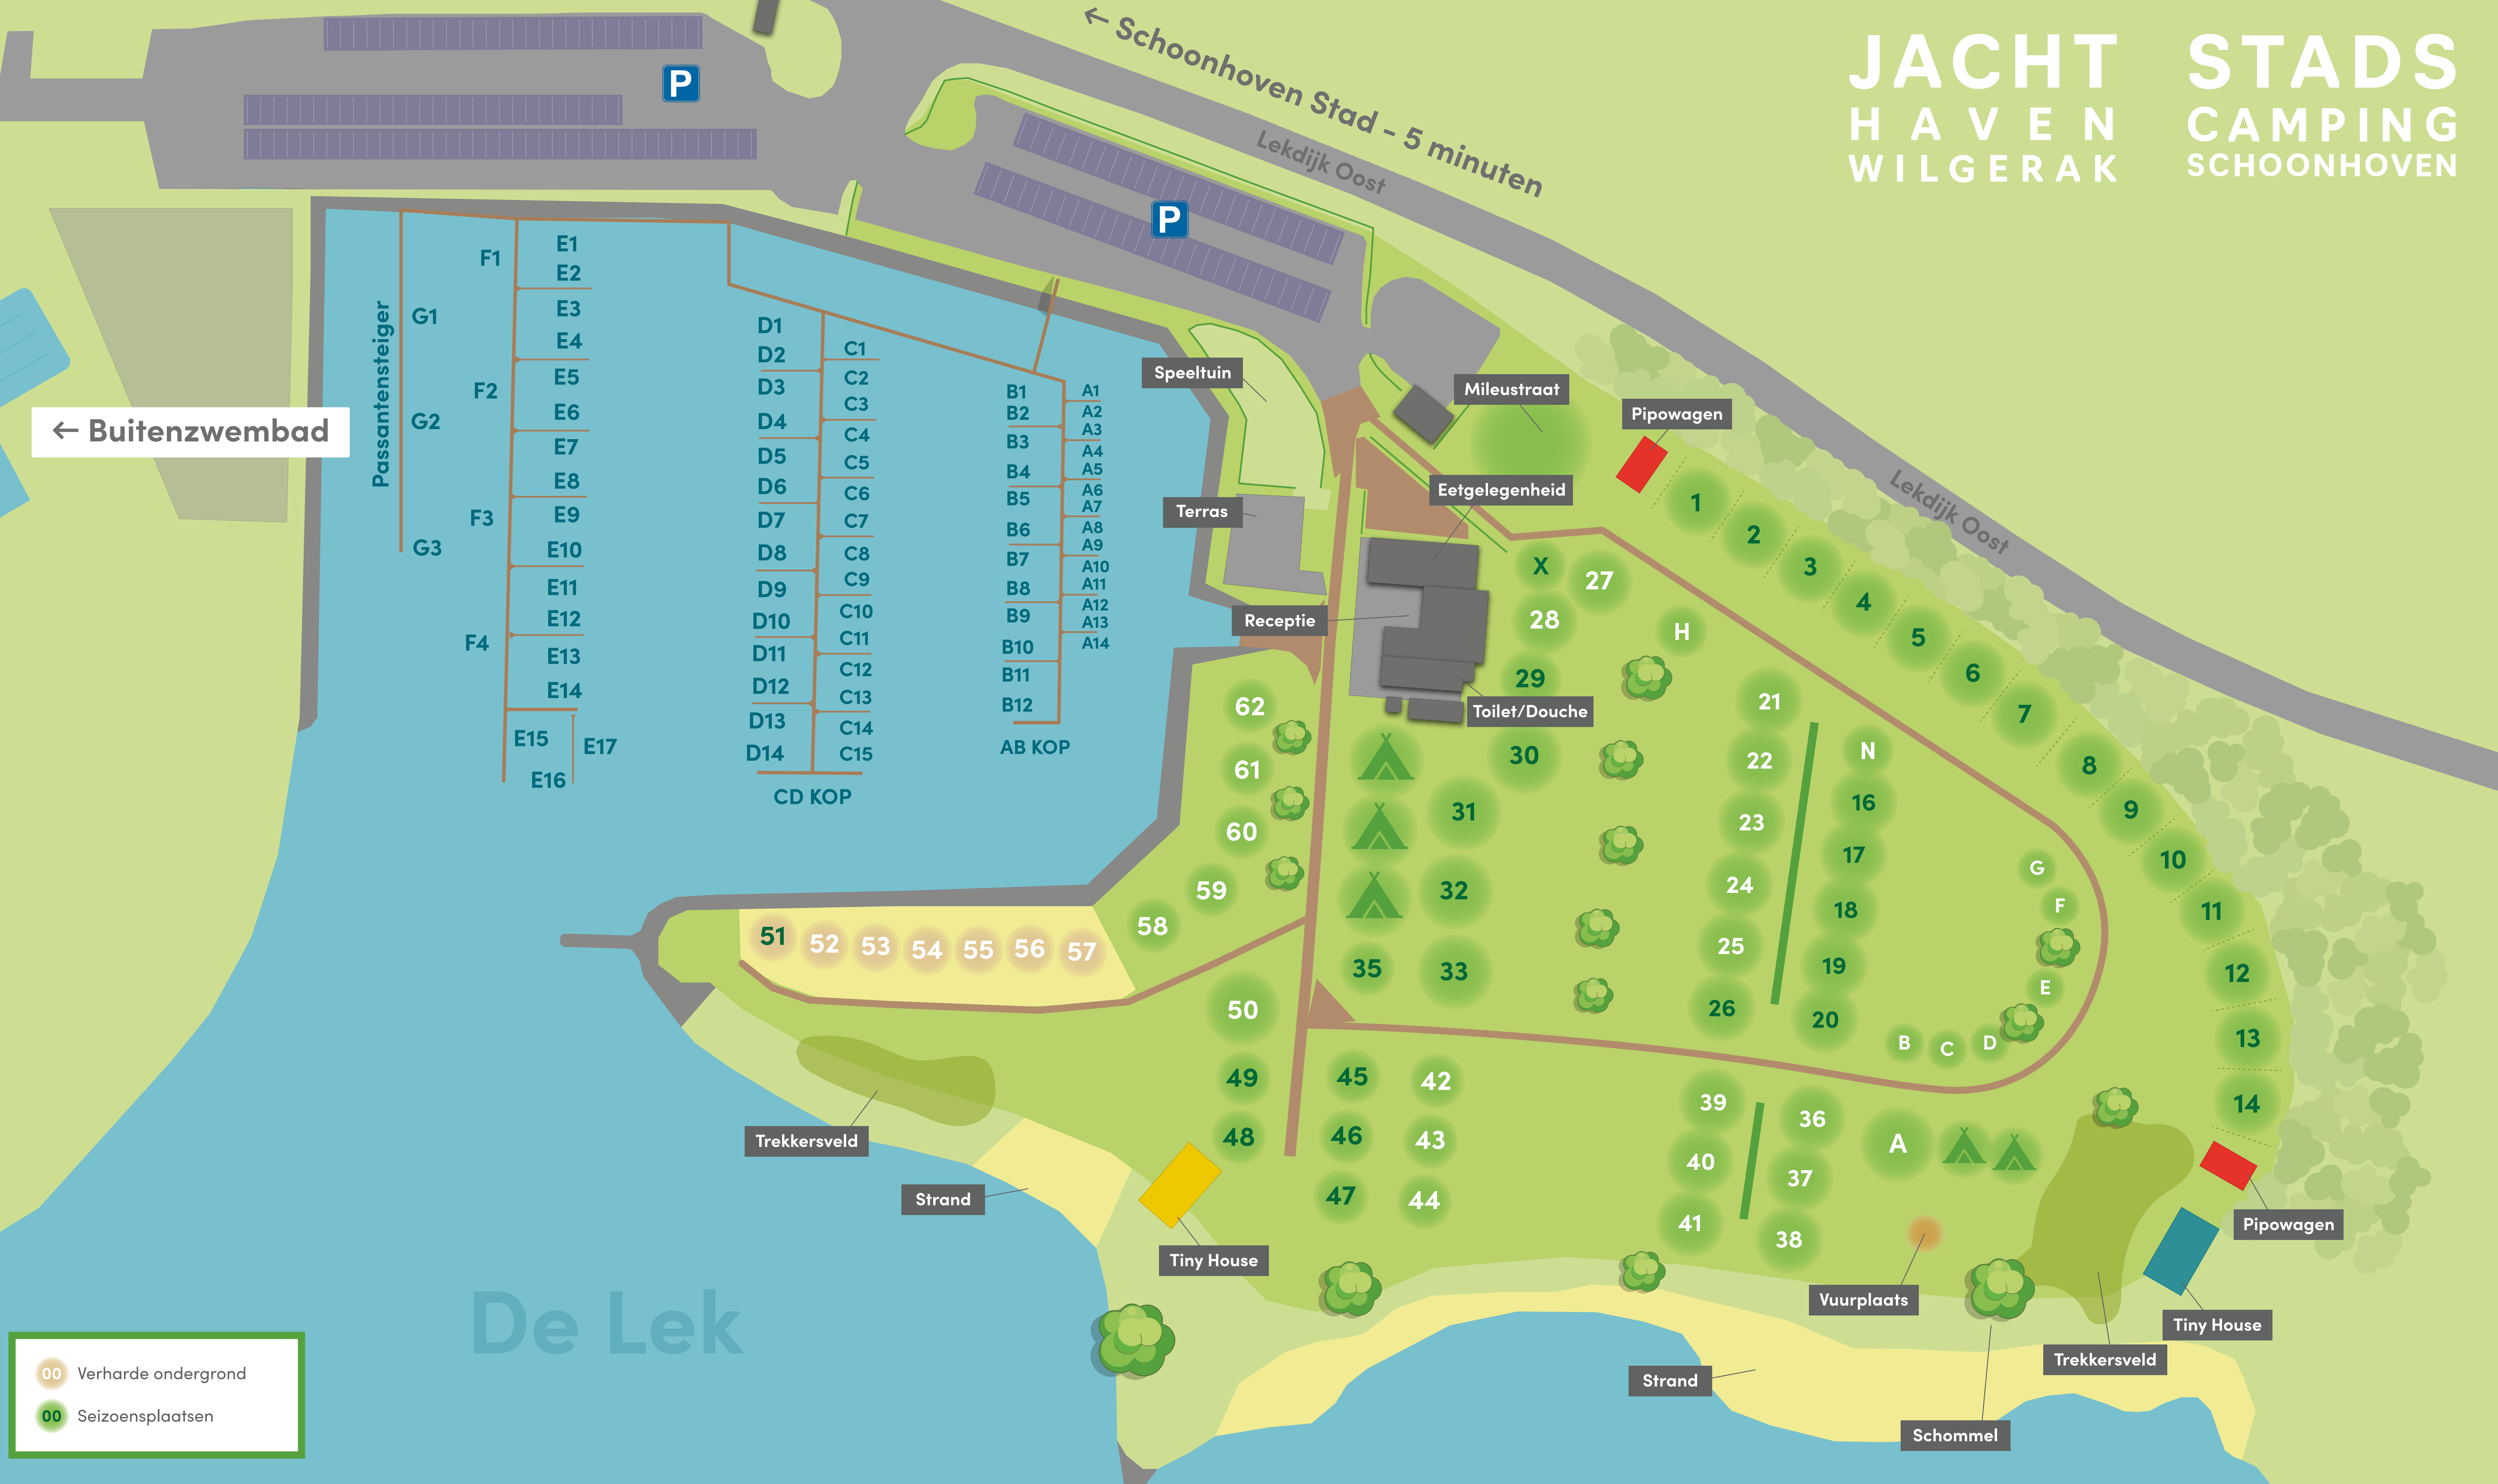 JACHT
HAVEN
WILGERAK
STADS
CAMPING
SCHOONHOVEN
← Schoonhoven Stad - 5 minuten
Lekdijk Oost
Lekdijk Oost
P
P
← Buitenzwembad
Passantensteiger
G1
G2
G3
F1
F2
F3
F4
E1
E2
E3
E4
E5
E6
E7
E8
E9
E10
E11
E12
E13
E14
E15
E16
E17
D1
D2
D3
D4
D5
D6
D7
D8
D9
D10
D11
D12
D13
D14
C1
C2
C3
C4
C5
C6
C7
C8
C9
C10
C11
C12
C13
C14
C15
CD KOP
B1
B2
B3
B4
B5
B6
B7
B8
B9
B10
B11
B12
A1
A2
A3
A4
A5
A6
A7
A8
A9
A10
A11
A12
A13
A14
AB KOP
Speeltuin
Mileustraat
Pipowagen
Eetgelegenheid
Terras
Receptie
Toilet/Douche
1
2
3
4
5
6
7
8
9
10
11
12
13
14
X
27
28
29
30
31
32
33
35
H
21
22
23
24
25
26
N
16
17
18
19
20
G
F
E
D
C
B
62
61
60
59
58
51
52
53
54
55
56
57
50
49
48
45
46
47
42
43
44
39
40
41
36
37
38
A
Trekkersveld
Strand
Tiny House
Pipowagen
Vuurplaats
Tiny House
Trekkersveld
Strand
Schommel
De Lek
00 Verharde ondergrond
00 Seizoensplaatsen